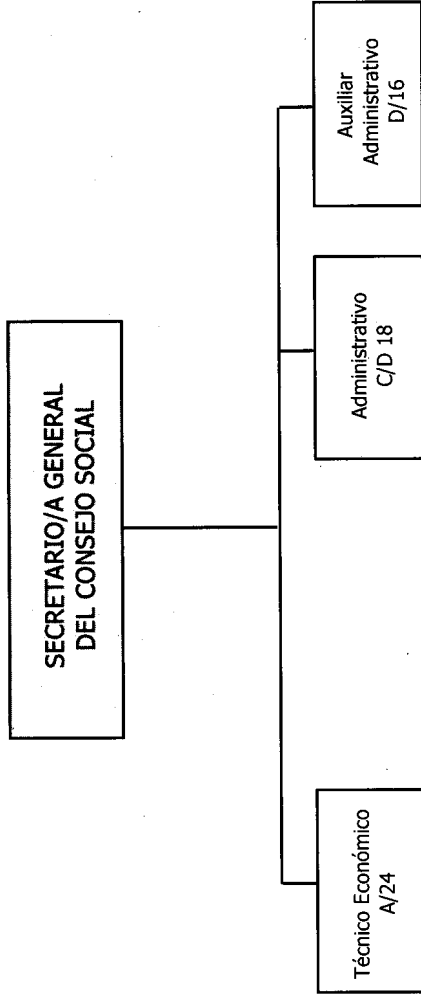 SECRETARIO/A GENERAL
DEL CONSEJO SOCIAL
Técnico Económico
A/24
Administrativo
C/D 18
Auxiliar
Administrativo
D/16